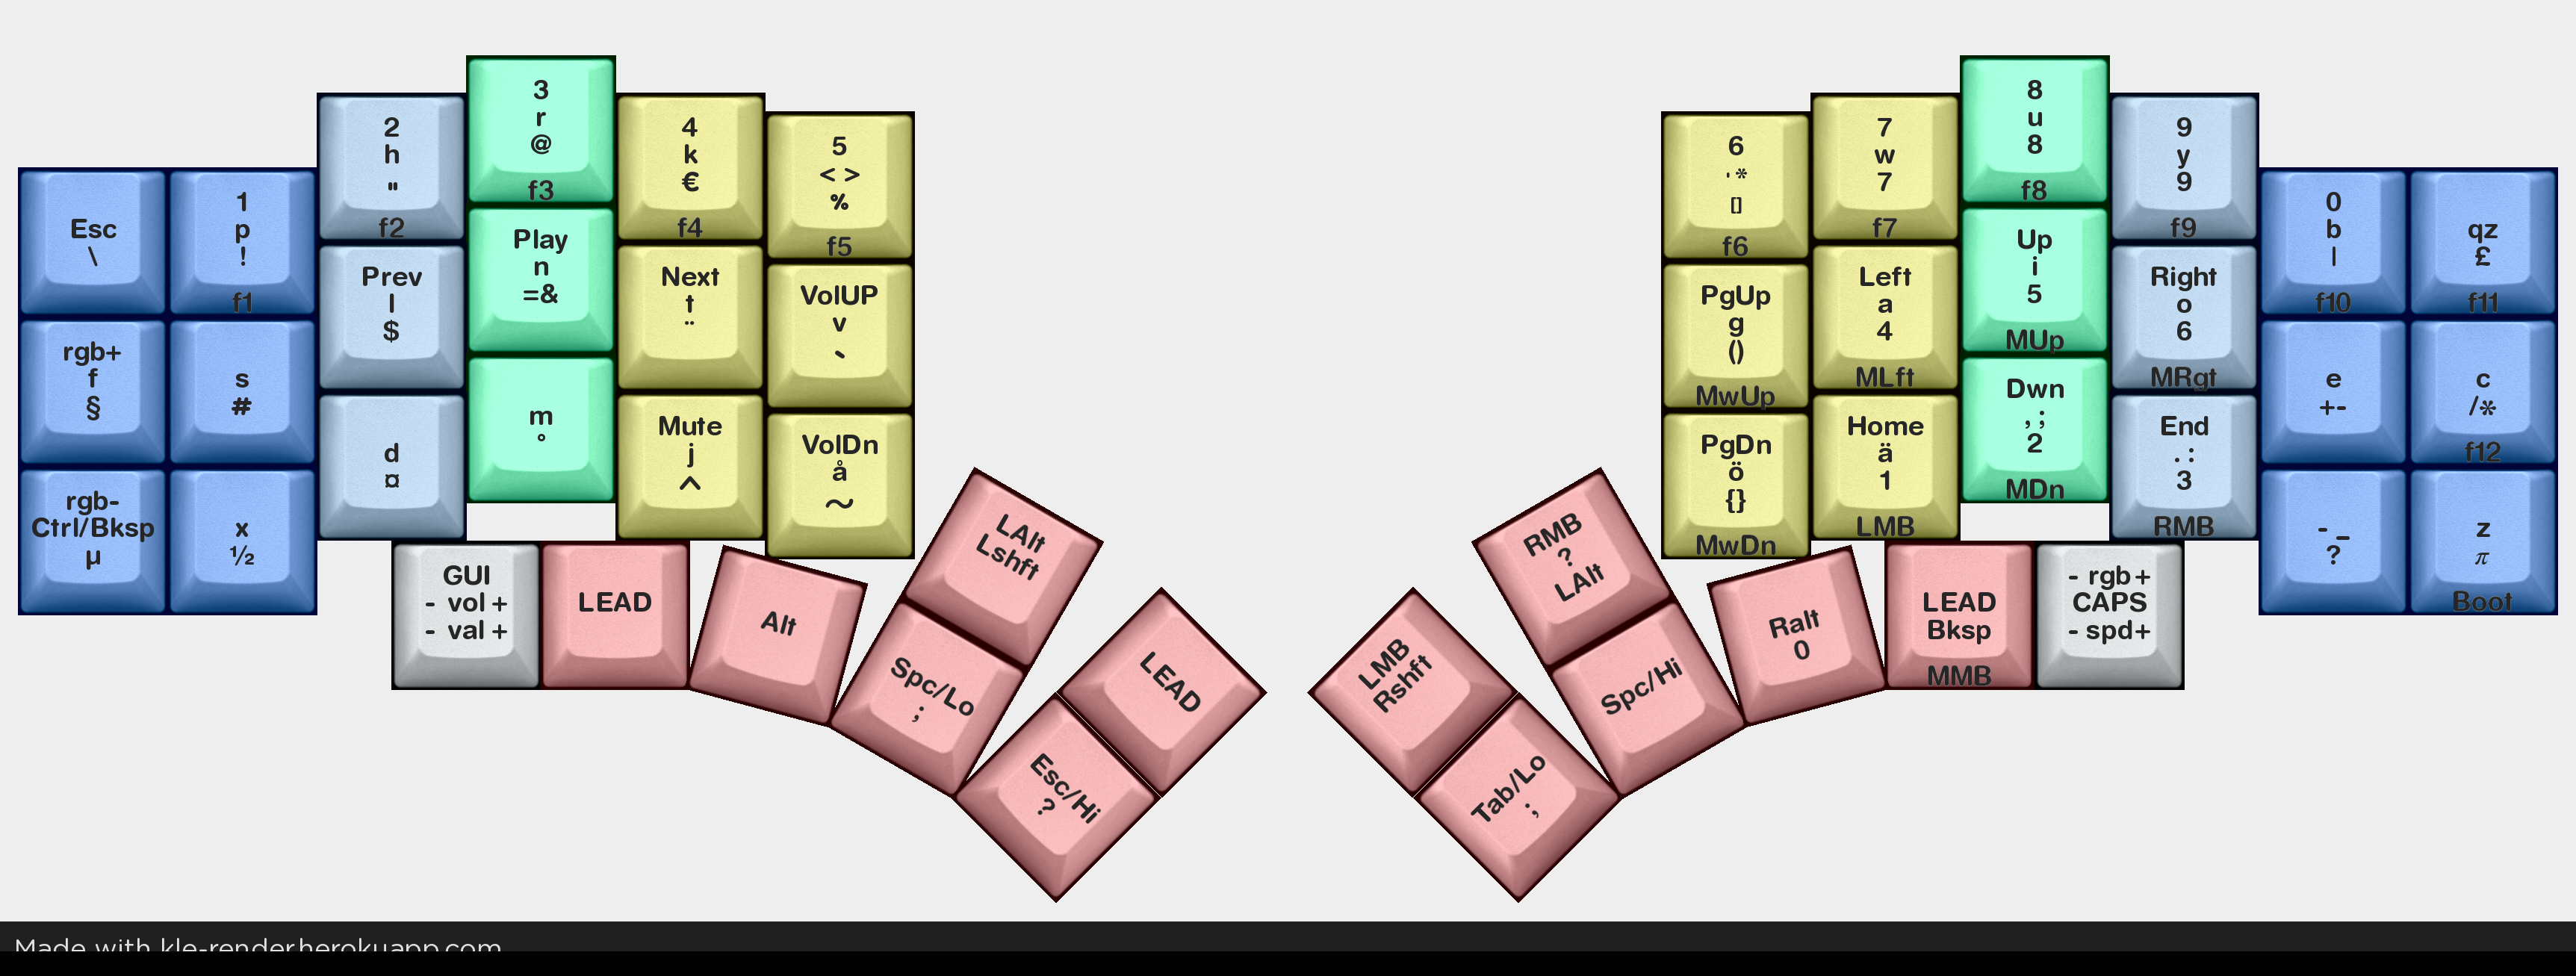 Esc
\
1
p
!
f1
2
h
"
f2
3
r
@
f3
4
k
€
f4
5
< >
%
f5
rgb+
f
§
s
#
Prev
l
$
Play
n
=&
Next
t
¨
VolUP
v
`
rgb-
Ctrl/Bksp
µ
x
½
d
¤
m
°
Mute
j
^
VolDn
å
~
GUI
- vol +
- val +
LEAD
Alt
LAlt
Lshft
Spc/Lo
;
LEAD
Esc/Hi
?
6
' *
[]
f6
7
w
7
f7
8
u
8
f8
9
y
9
f9
0
b
|
f10
qz
£
f11
PgUp
g
()
MwUp
Left
a
4
MLft
Up
i
5
MUp
Right
o
6
MRgt
e
+-
c
/*
f12
PgDn
ö
{}
MwDn
Home
ä
1
LMB
Dwn
, ;
2
MDn
End
. :
3
RMB
- _
?
z
π
Boot
LMB
Rshft
RMB
?
LAlt
Tab/Lo
;
Spc/Hi
Ralt
0
LEAD
Bksp
MMB
- rgb +
CAPS
- spd+
Made with kle-render.herokuapp.com